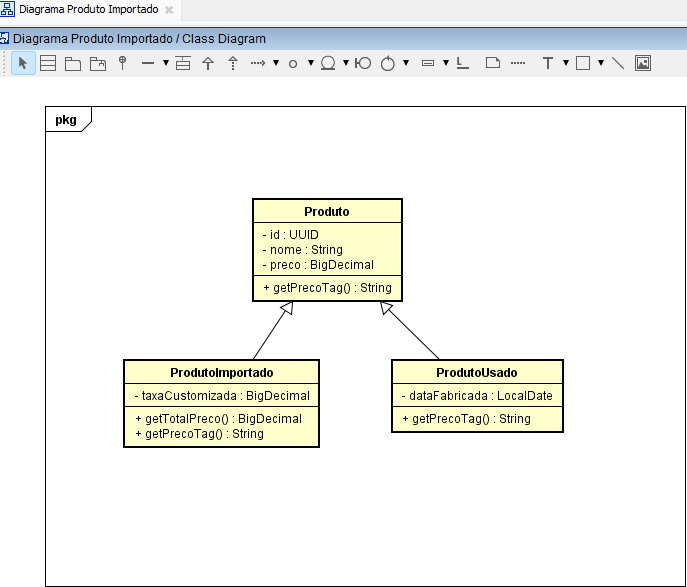 Diagrama Produto Importado
Diagrama Produto Importado / Class Diagram
T
pkg
Produto
- id : UUID
- nome : String
- preco : BigDecimal
+ getPrecoTag() : String
ProdutoImportado
- taxaCustomizada : BigDecimal
+ getTotalPreco() : BigDecimal
+ getPrecoTag() : String
ProdutoUsado
- dataFabricada : LocalDate
+ getPrecoTag() : String